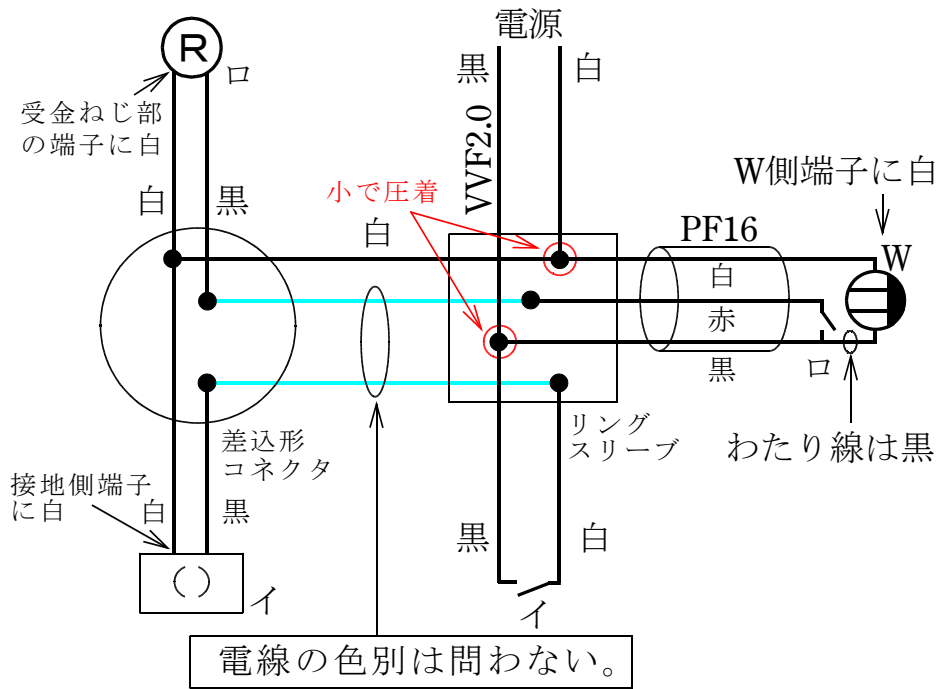 電源
R
ロ
黒
白
受金ねじ部
の端子に白
VVF2.0
W側端子に白
小で圧着
白
黒
白
PF16
W
白
赤
黒
ロ
リング
スリーブ
わたり線は黒
差込形
コネクタ
接地側端子
に白
白
黒
黒
白
イ
イ
電線の色別は問わない。